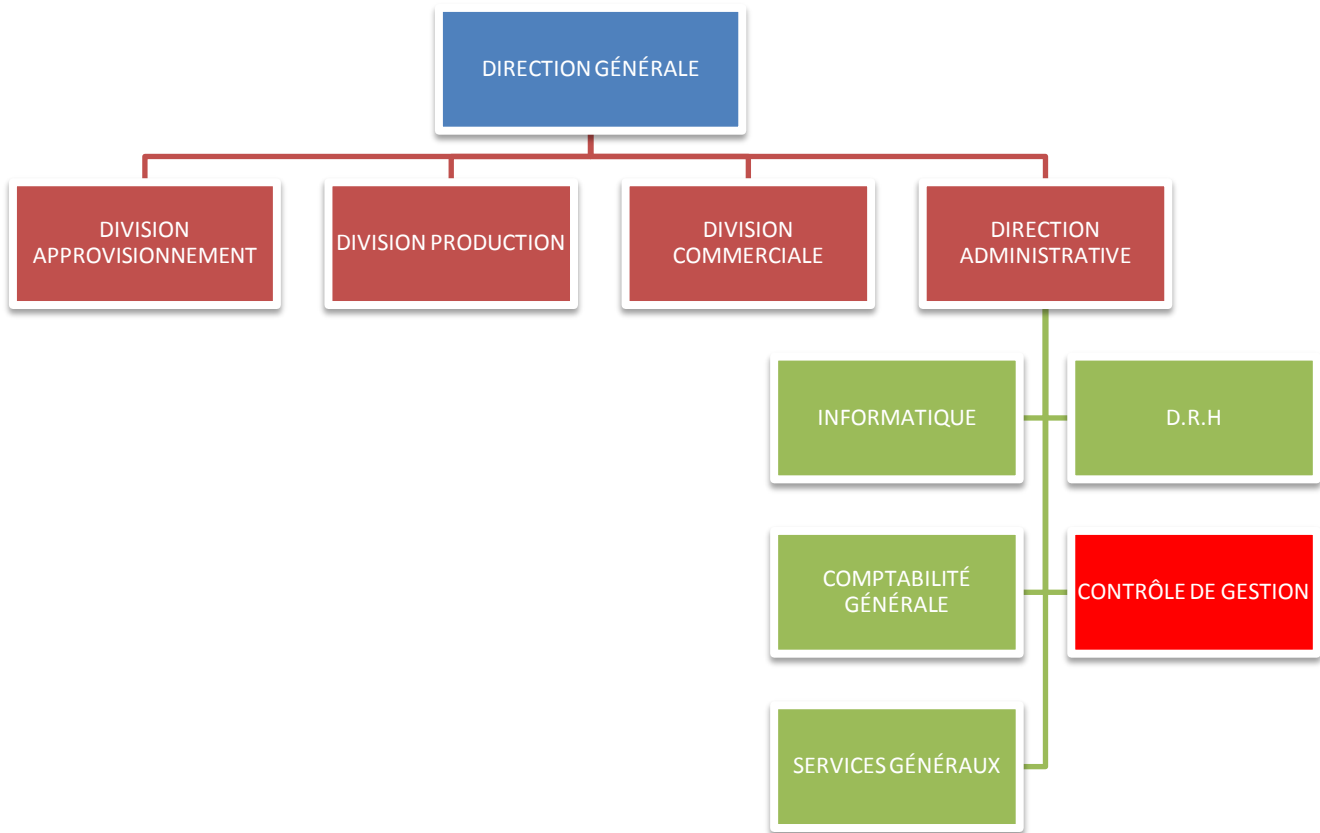 DIRECTION GÉNÉRALE
DIVISION
APPROVISIONNEMENT
DIVISION PRODUCTION
DIVISION
COMMERCIALE
DIRECTION
ADMINISTRATIVE
INFORMATIQUE
D.R.H
COMPTABILITÉ
GÉNÉRALE
CONTRÔLE DE GESTION
SERVICES GÉNÉRAUX